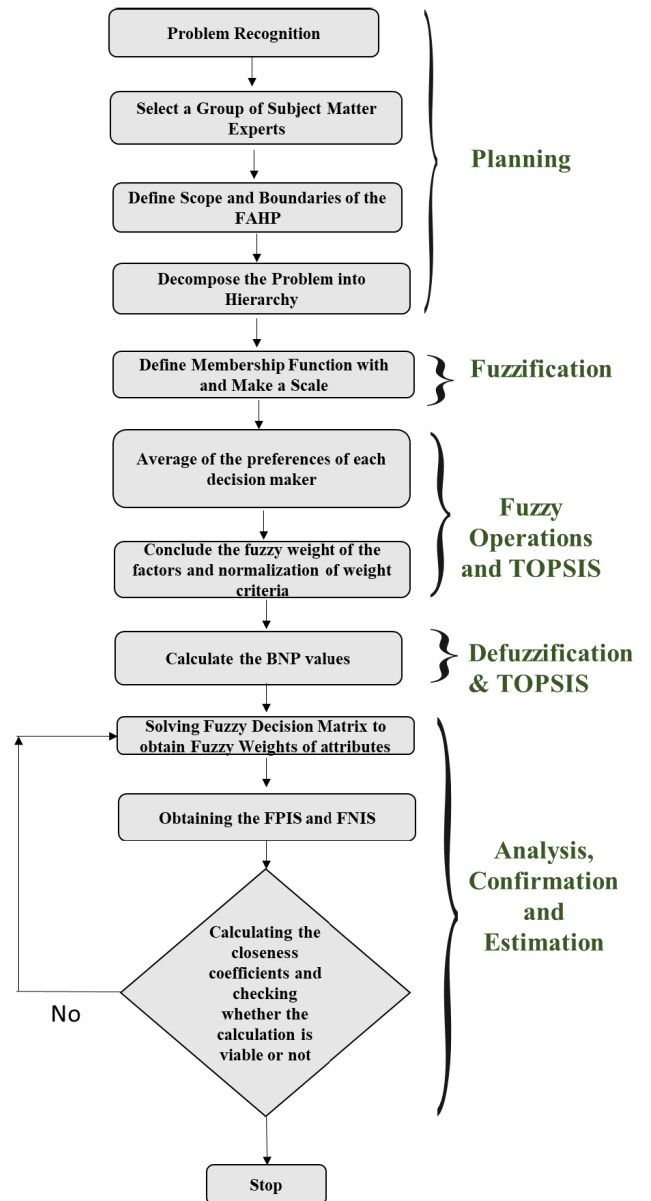 Problem Recognition
Select a Group of Subject Matter
Experts
Planning
Define Scope and Boundaries of the
FAHP
Decompose the Problem into
Hierarchy
Define Membership Function with
and Make a Scale
Fuzzification
Average of the preferences of each
decision maker
Fuzzy
Operations
and TOPSIS
Conclude the fuzzy weight of the
factors and normalization of weight
criteria
Calculate the BNP values
Defuzzification
& TOPSIS
Solving Fuzzy Decision Matrix to
obtain Fuzzy Weights of attributes
Obtaining the FPIS and FNIS
Analysis,
Confirmation
and
Estimation
Calculating the
closeness
coefficients and
checking
whether the
calculation is
viable or not
No
Stop